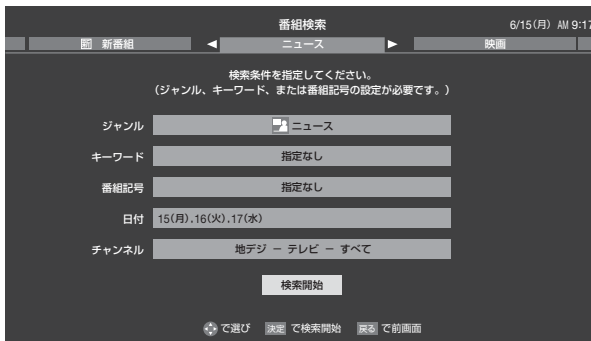 番組検索 6/15(月) AM 9:17
新 新番組 ◀ ニュース ▶ 映画
検索条件を指定してください。
(ジャンル、キーワード、または番組記号の設定が必要です。)
ジャンル ニュース
キーワード 指定なし
番組記号 指定なし
日付 15(月).16(火).17(水)
チャンネル 地デジ － テレビ － すべて
検索開始
で選び 決定 で検索開始 戻る で前画面